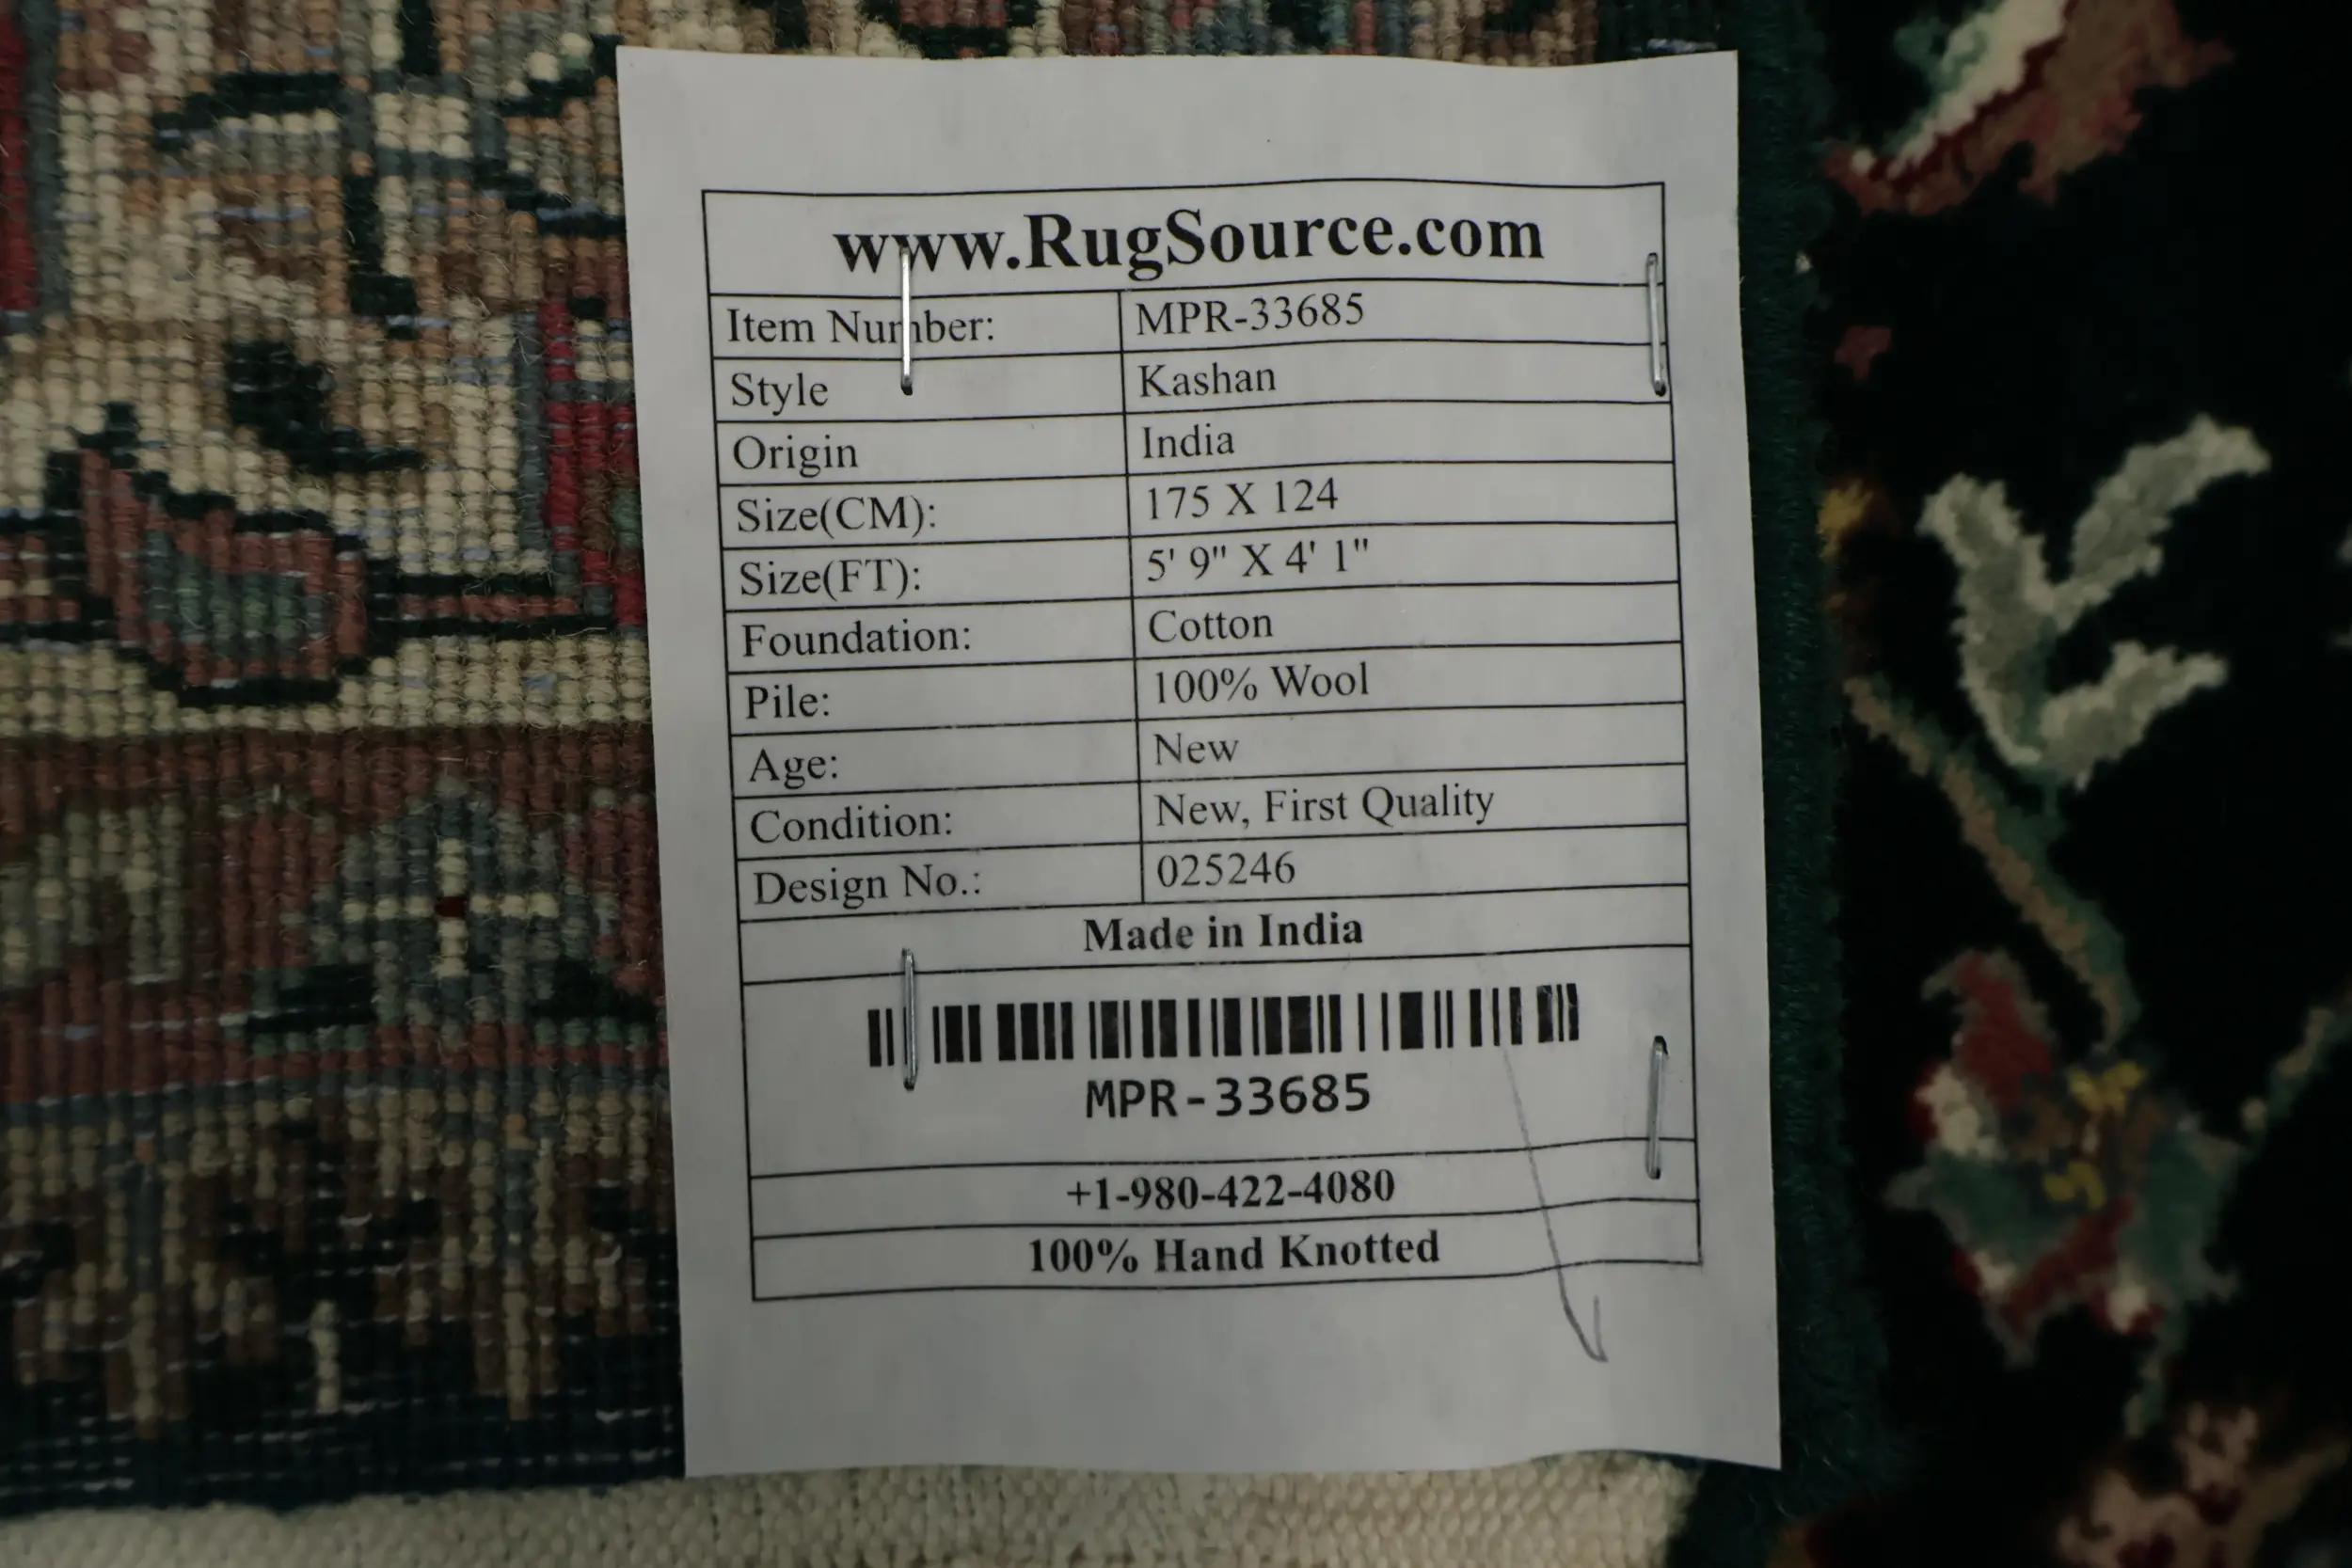 www.RugSource.com
Item Number: MPR-33685
Style Kashan
Origin India
Size(CM): 175 X 124
Size(FT): 5' 9" X 4' 1"
Foundation: Cotton
Pile: 100% Wool
Age: New
Condition: New, First Quality
Design No.: 025246
Made in India
MPR-33685
+1-980-422-4080
100% Hand Knotted